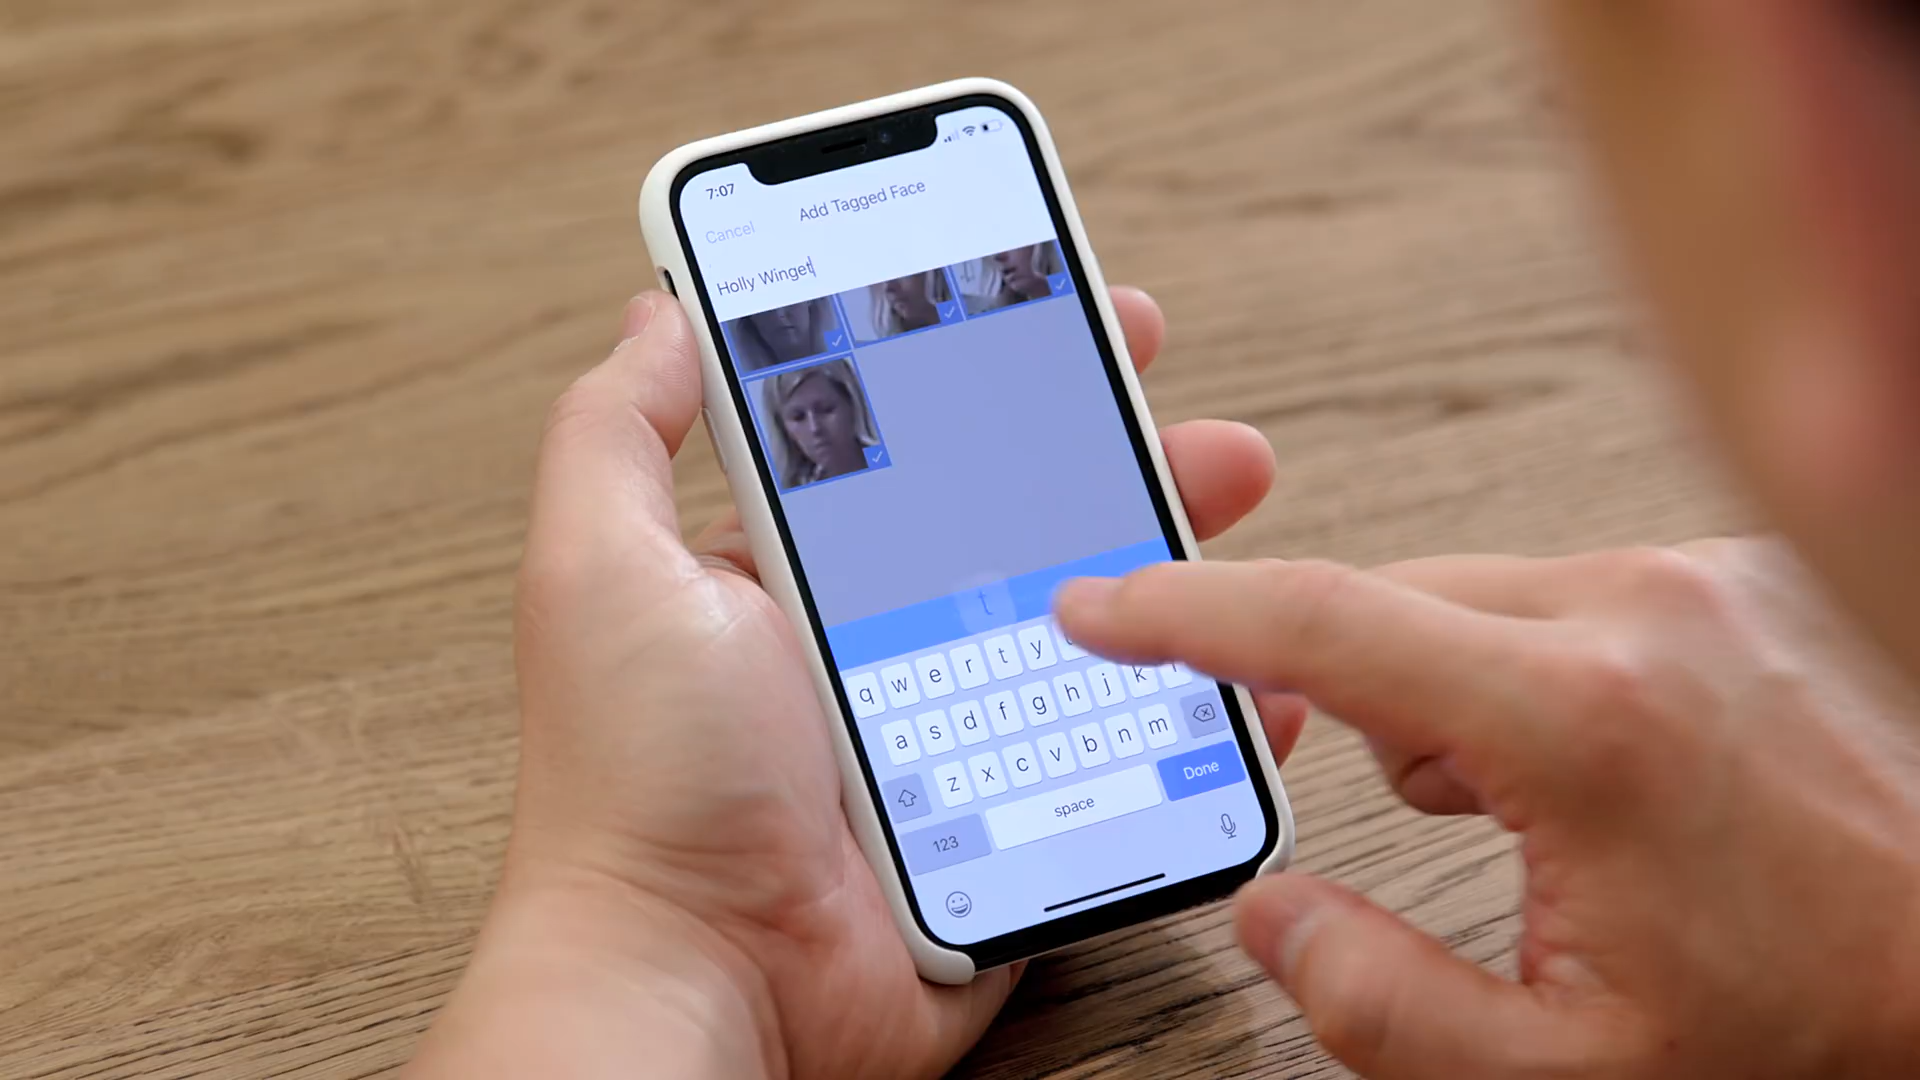 7:07
Add Tagged Face
Cancel
Holly Winget
t
q w e r t y
a s d f g h j k
z x c v b n m
123 space Done